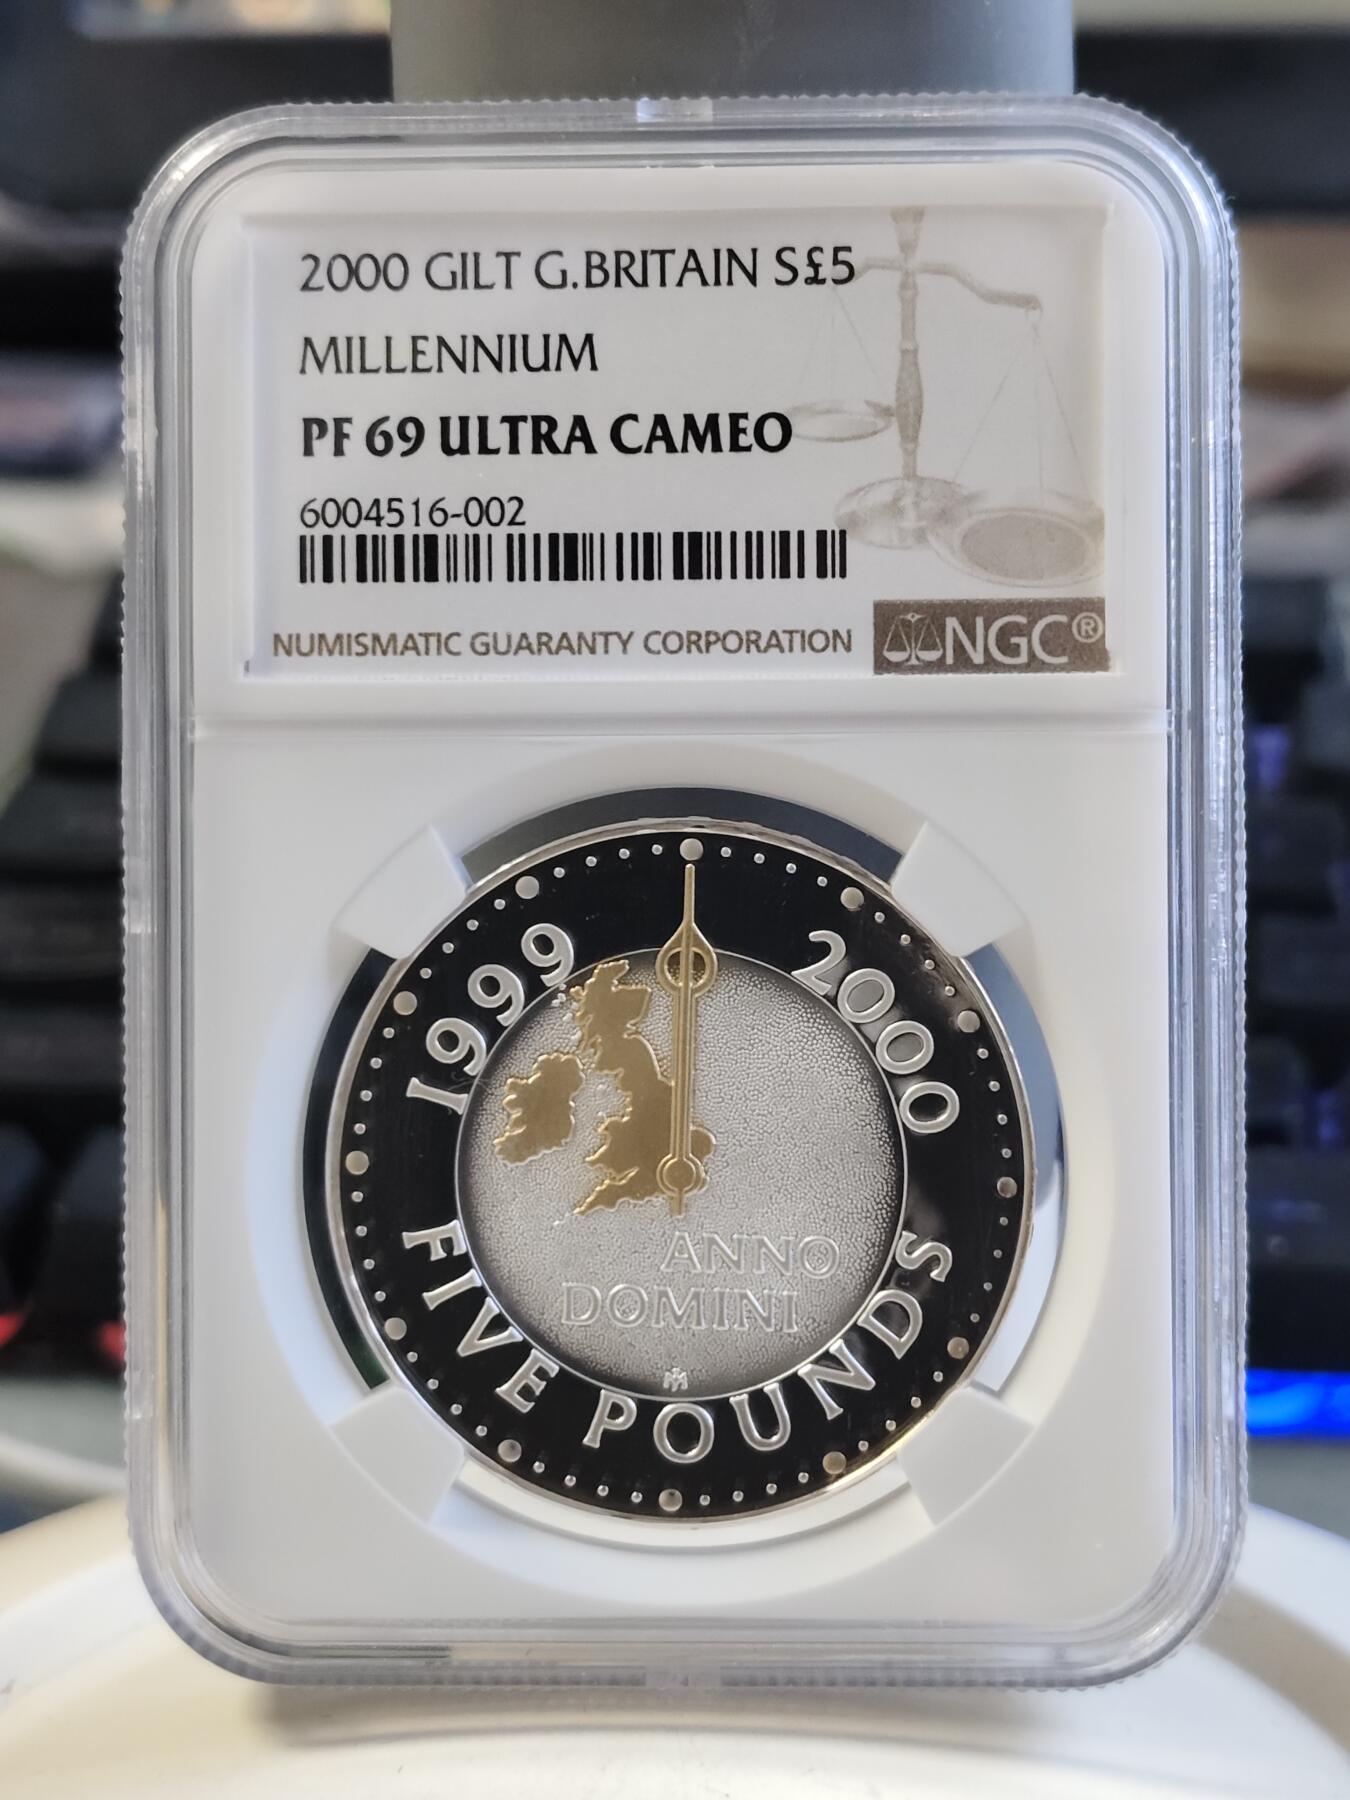 2000 GILT G.BRITAIN S£5
MILLENNIUM
PF 69 ULTRA CAMEO
6004516-002
NUMISMATIC GUARANTY CORPORATION
NGC®
1999
2000
ANNO
DOMINI
FIVE POUNDS